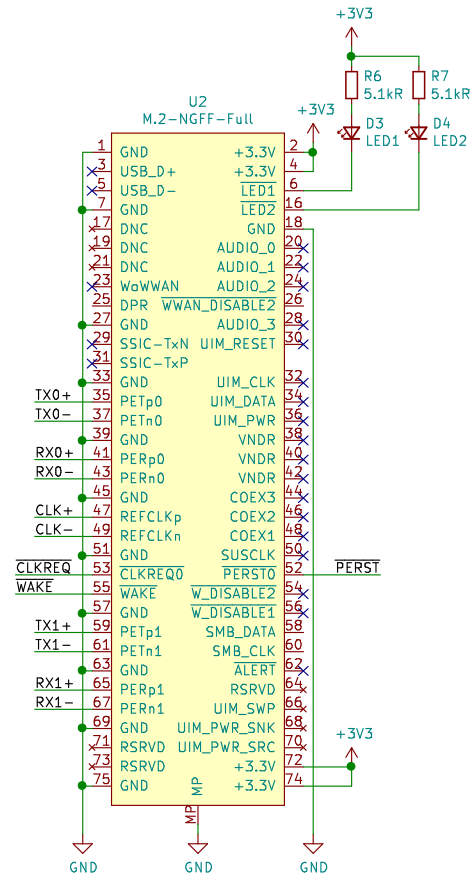 +3V3
R6
5.1kR
R7
5.1kR
D3
LED1
D4
LED2
+3V3
U2
M.2-NGFF-Full
1 GND +3.3V 2
3 USB_D+ +3.3V 4
5 USB_D- LED1 6
7 GND LED2 16
17 DNC GND 18
19 DNC AUDIO_0 20
21 DNC AUDIO_1 22
23 WoWWAN AUDIO_2 24
25 DPR WWAN_DISABLE2 26
27 GND AUDIO_3 28
29 SSIC-TxN UIM_RESET 30
31 SSIC-TxP
33 GND UIM_CLK 32
TX0+ 35 PETp0 UIM_DATA 34
TX0- 37 PETn0 UIM_PWR 36
39 GND VNDR 38
RX0+ 41 PERp0 VNDR 40
RX0- 43 PERn0 VNDR 42
45 GND COEX3 44
CLK+ 47 REFCLKp COEX2 46
CLK- 49 REFCLKn COEX1 48
51 GND SUSCLK 50
CLKREQ 53 CLKREQ0 PERST0 52 PERST
WAKE 55 WAKE W_DISABLE2 54
57 GND W_DISABLE1 56
TX1+ 59 PETp1 SMB_DATA 58
TX1- 61 PETn1 SMB_CLK 60
63 GND ALERT 62
RX1+ 65 PERp1 RSRVD 64
RX1- 67 PERn1 UIM_SWP 66
69 GND UIM_PWR_SNK 68
71 RSRVD UIM_PWR_SRC 70
73 RSRVD +3.3V 72
75 GND +3.3V 74
+3V3
MP
MP
GND
GND
GND